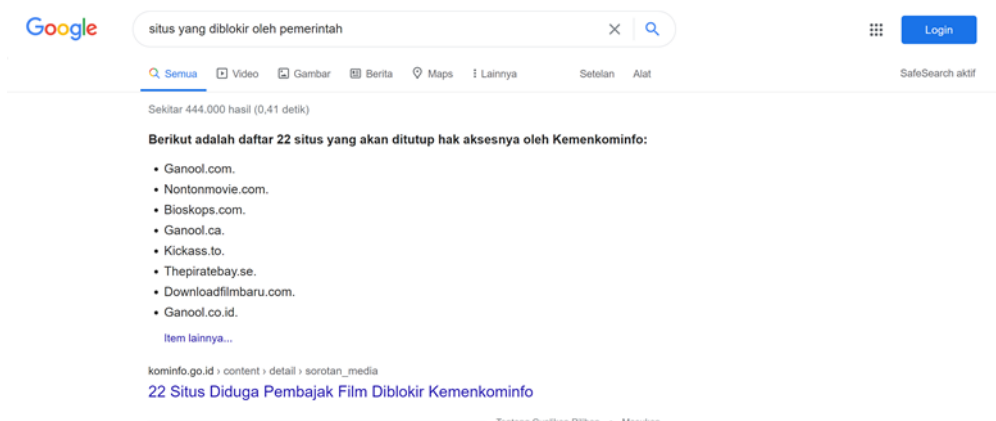 Google situs yang diblokir oleh pemerintah Login
Semua Video Gambar Berita Maps Lainnya Setelan Alat SafeSearch aktif
Sekitar 444.000 hasil (0,41 detik)
Berikut adalah daftar 22 situs yang akan ditutup hak aksesnya oleh Kemenkominfo:
• Ganool.com.
• Nontonmovie.com.
• Bioskops.com.
• Ganool.ca.
• Kickass.to.
• Thepiratebay.se.
• Downloadfilmbaru.com.
• Ganool.co.id.
Item lainnya...
kominfo.go.id › content › detail › sorotan_media
22 Situs Diduga Pembajak Film Diblokir Kemenkominfo